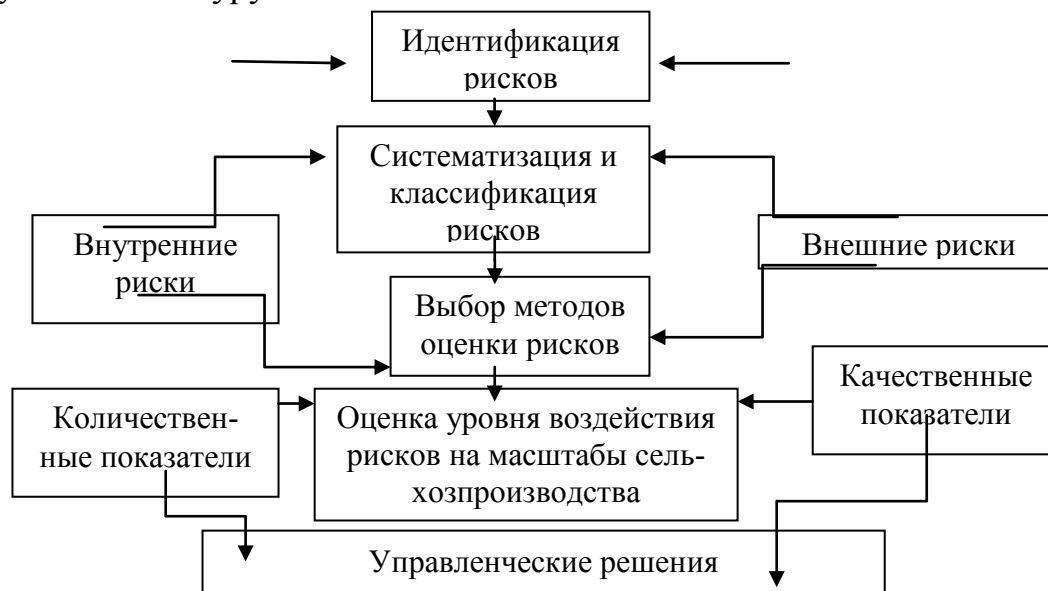 Идентификация
рисков
Систематизация и
классификация
рисков
Внутренние
риски
Внешние риски
Выбор методов
оценки рисков
Качественные
показатели
Количествен-
ные показатели
Оценка уровня воздействия
рисков на масштабы сель-
хозпроизводства
Управленческие решения